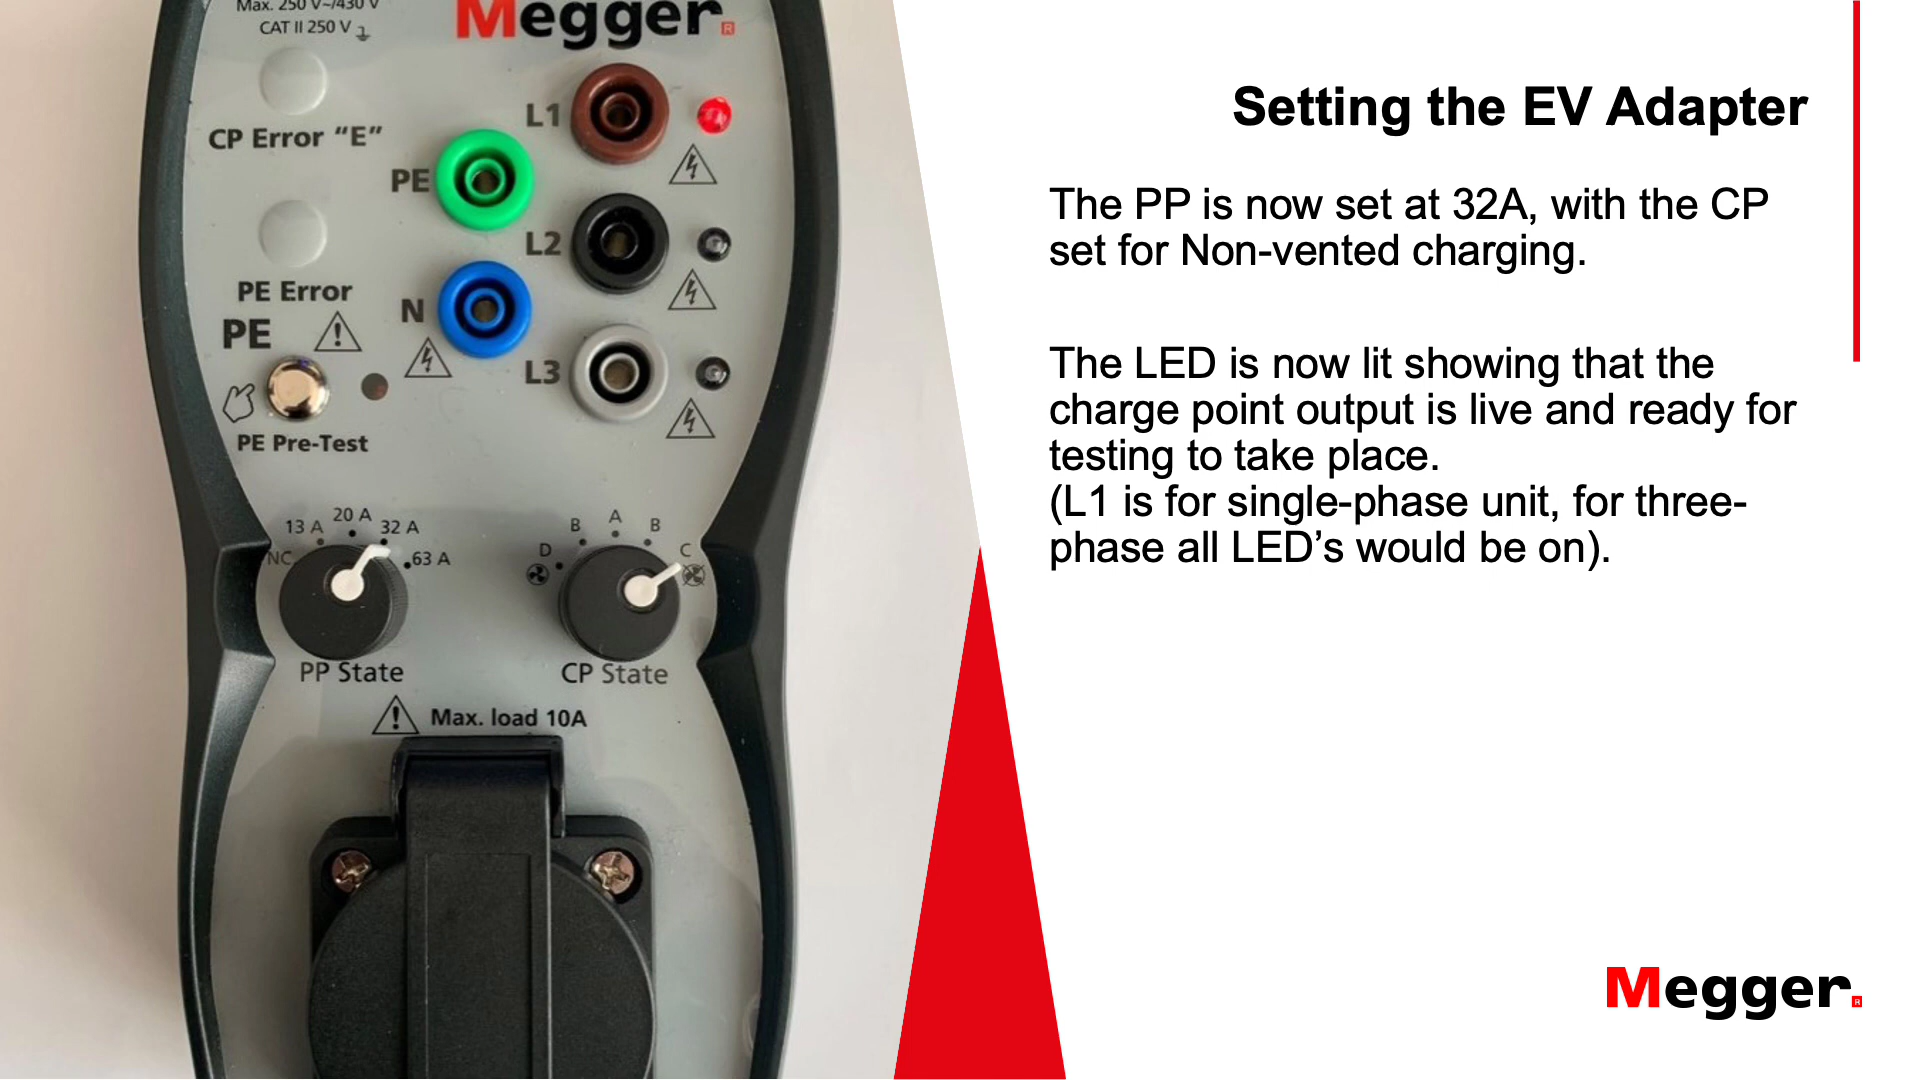 Max. 250 V~/430 V
CAT II 250 V
Megger
CP Error “E”
L1
PE
L2
PE Error
PE
N
L3
PE Pre-Test
NC
13 A
20 A
32 A
63 A
D
B
A
B
C
PP State
CP State
Max. load 10A
Setting the EV Adapter
The PP is now set at 32A, with the CP
set for Non-vented charging.
The LED is now lit showing that the
charge point output is live and ready for
testing to take place.
(L1 is for single-phase unit, for three-
phase all LED’s would be on).
Megger